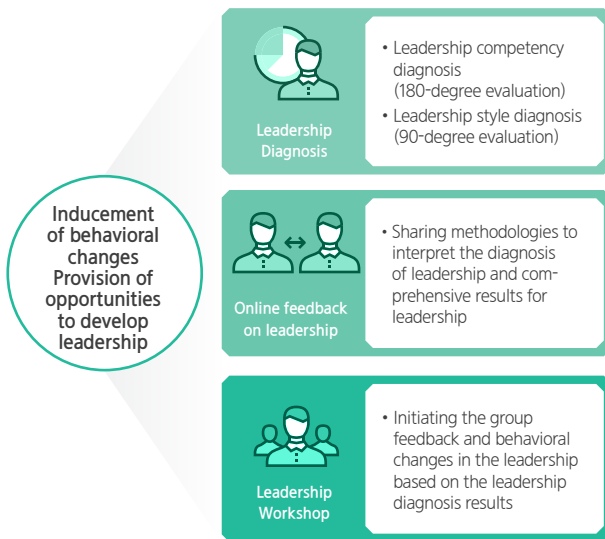 Inducement
of behavioral
changes
Provision of
opportunities
to develop
leadership
Leadership
Diagnosis
• Leadership competency
diagnosis
(180-degree evaluation)
• Leadership style diagnosis
(90-degree evaluation)
Online feedback
on leadership
• Sharing methodologies to
interpret the diagnosis
of leadership and com-
prehensive results for
leadership
Leadership
Workshop
• Initiating the group
feedback and behavioral
changes in the leadership
based on the leadership
diagnosis results